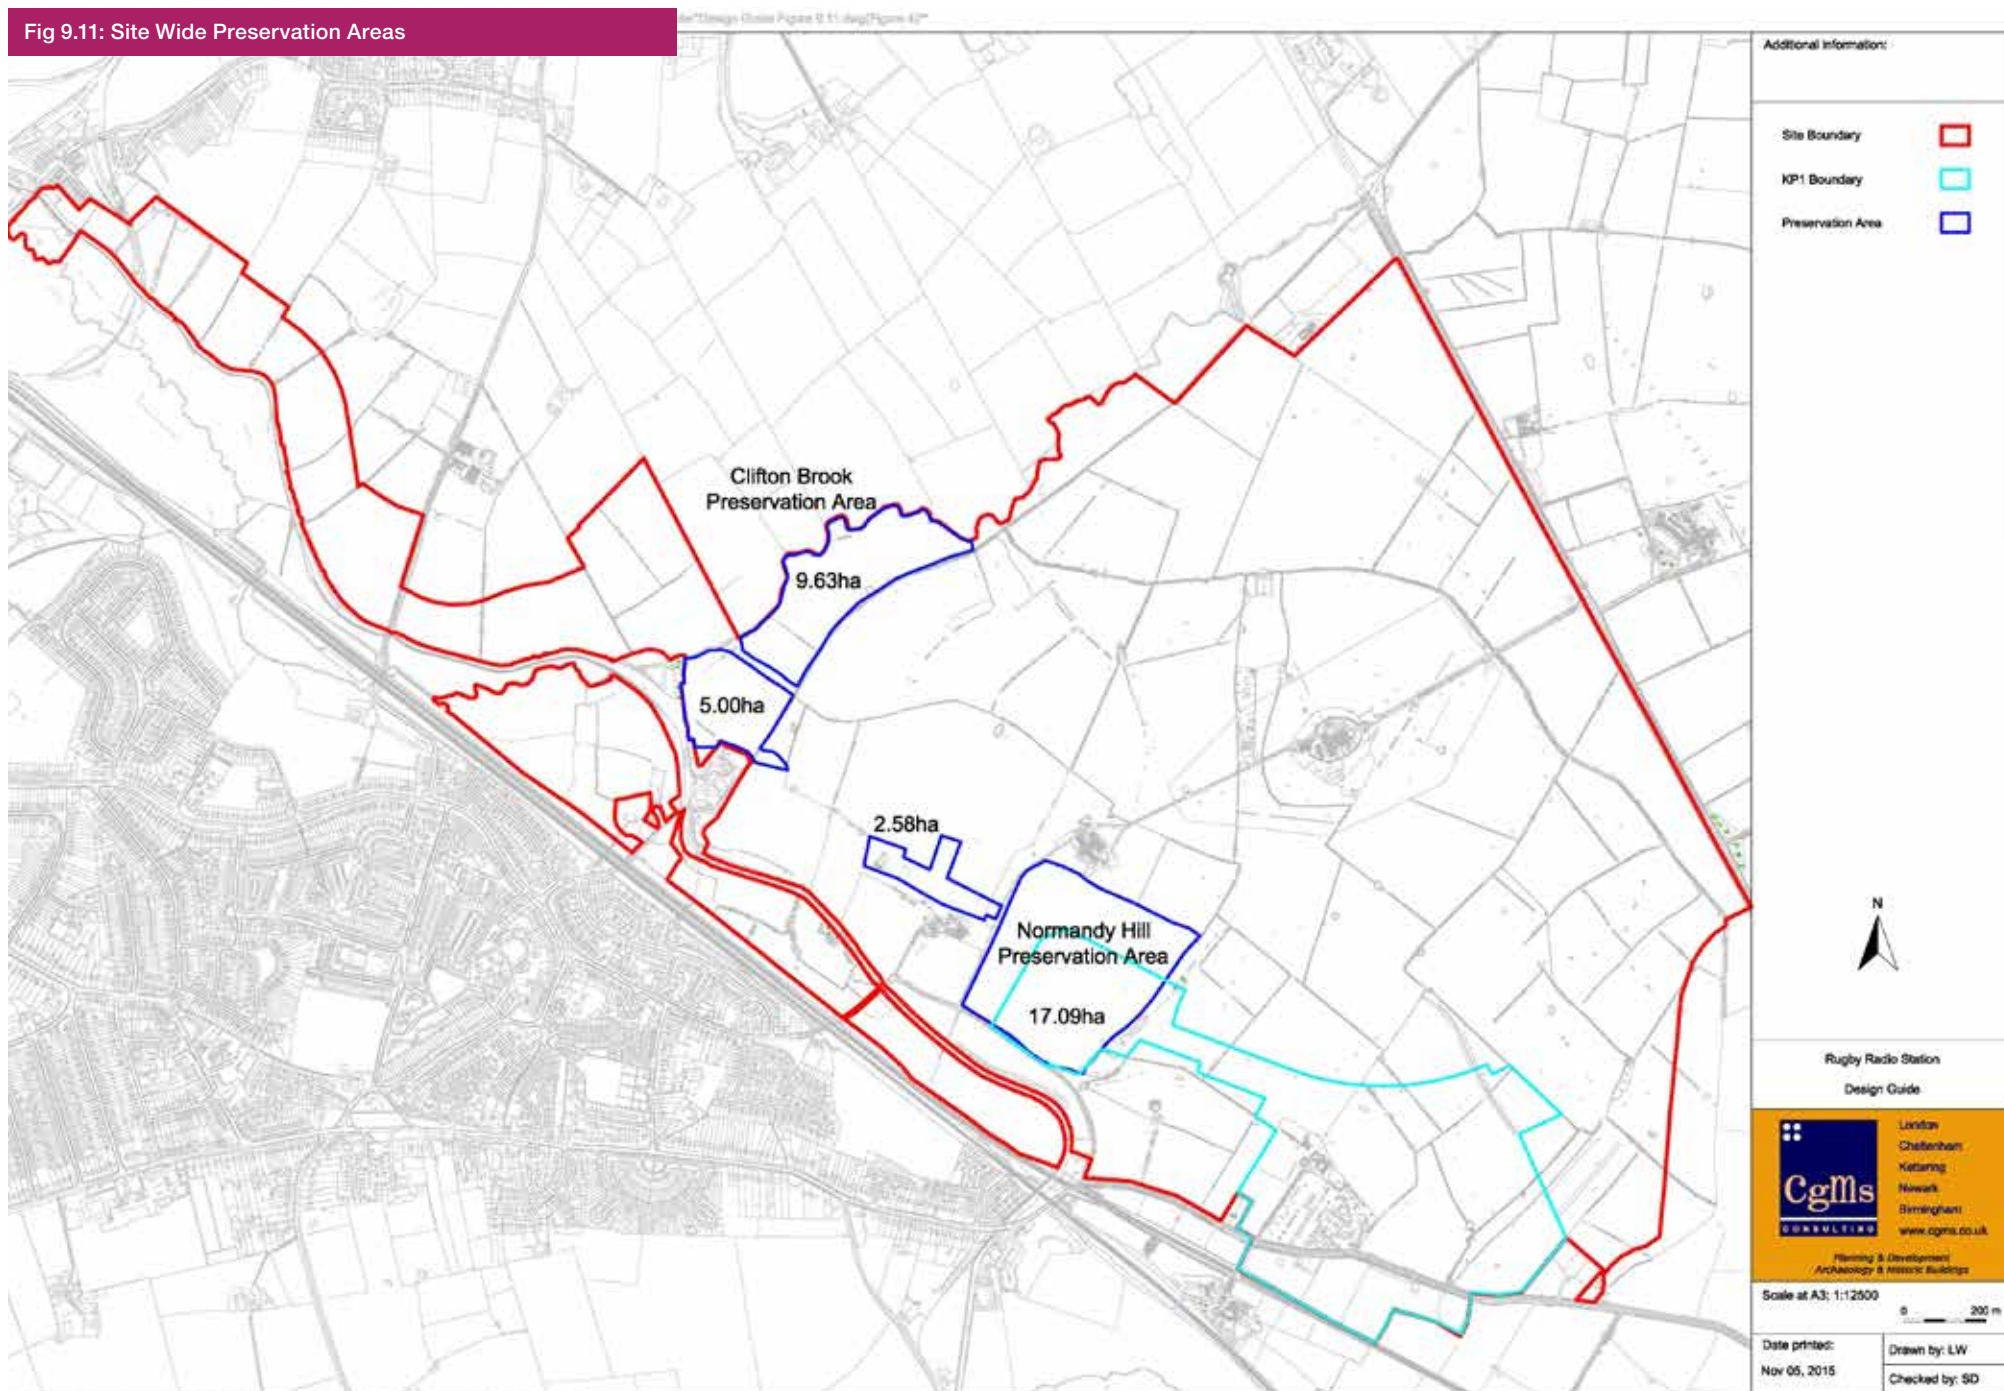 Fig 9.11: Site Wide Preservation Areas
Additional Information:
Site Boundary
KP1 Boundary
Preservation Area
Clifton Brook
Preservation Area
9.63ha
5.00ha
2.58ha
Normandy Hill
Preservation Area
17.09ha
N
Rugby Radio Station
Design Guide
CgMs
CONSULTING
London
Cheltenham
Kettering
Newark
Birmingham
www.cgms.co.uk
Planning & Development
Archaeology & Historic Buildings
Scale at A3: 1:12500
0 200 m
Date printed:
Nov 05, 2015
Drawn by: LW
Checked by: SD